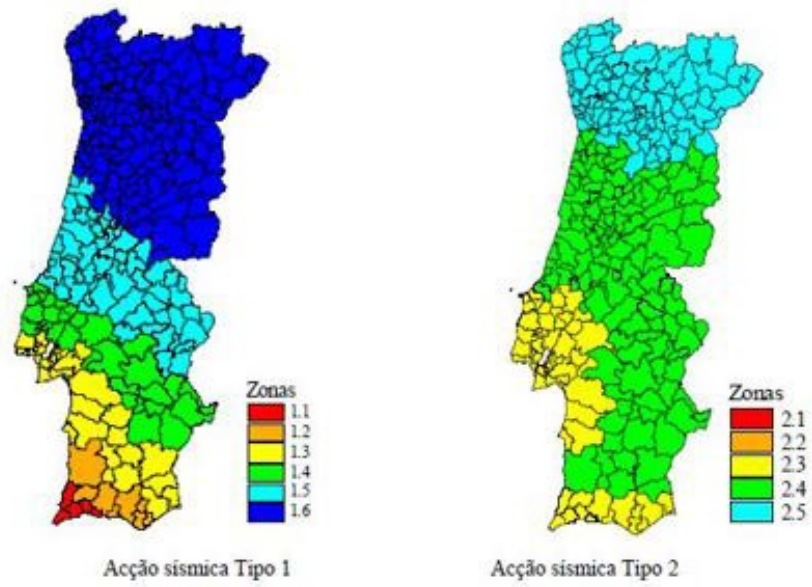 Zonas
1.1
1.2
1.3
1.4
1.5
1.6
Acção sísmica Tipo 1
Zonas
2.1
2.2
2.3
2.4
2.5
Acção sísmica Tipo 2